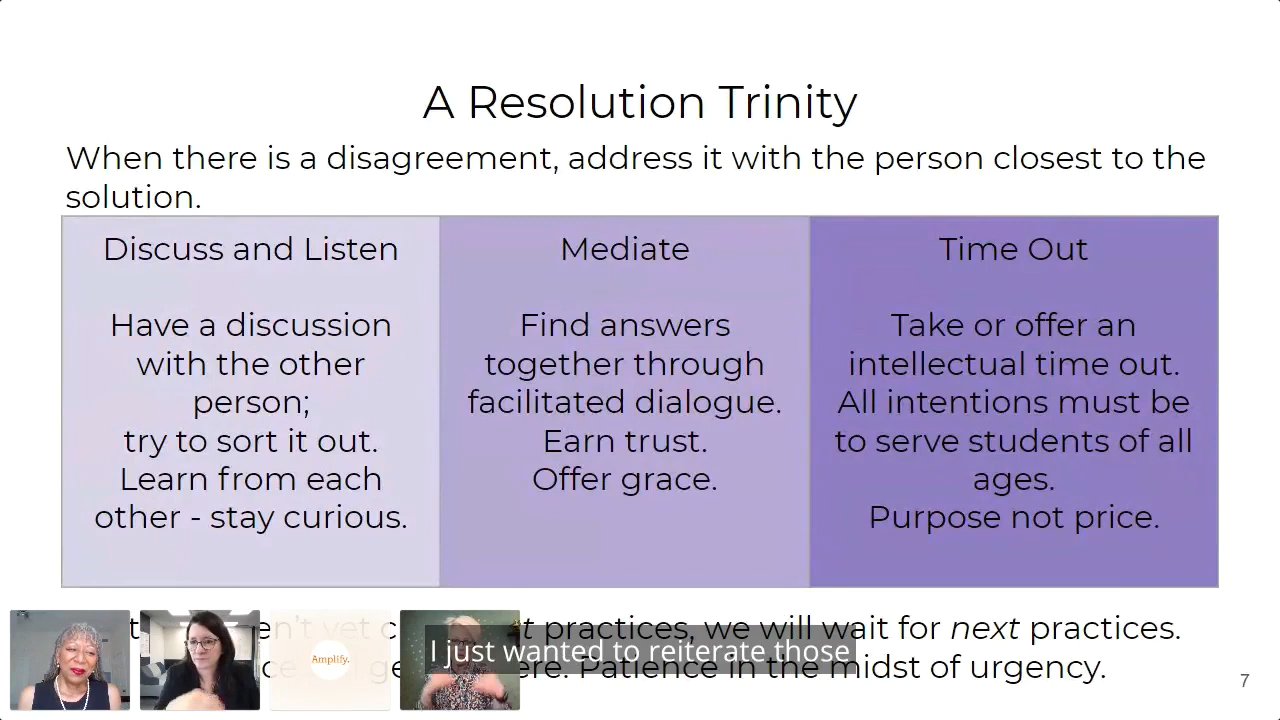 A Resolution Trinity
When there is a disagreement, address it with the person closest to the
solution.
Discuss and Listen
Have a discussion
with the other
person;
try to sort it out.
Learn from each
other - stay curious.
Mediate
Find answers
together through
facilitated dialogue.
Earn trust.
Offer grace.
Time Out
Take or offer an
intellectual time out.
All intentions must be
to serve students of all
ages.
Purpose not price.
yet practices, we will wait for next practices.
Patience in the midst of urgency.
Amplify.
I just wanted to reiterate those
7